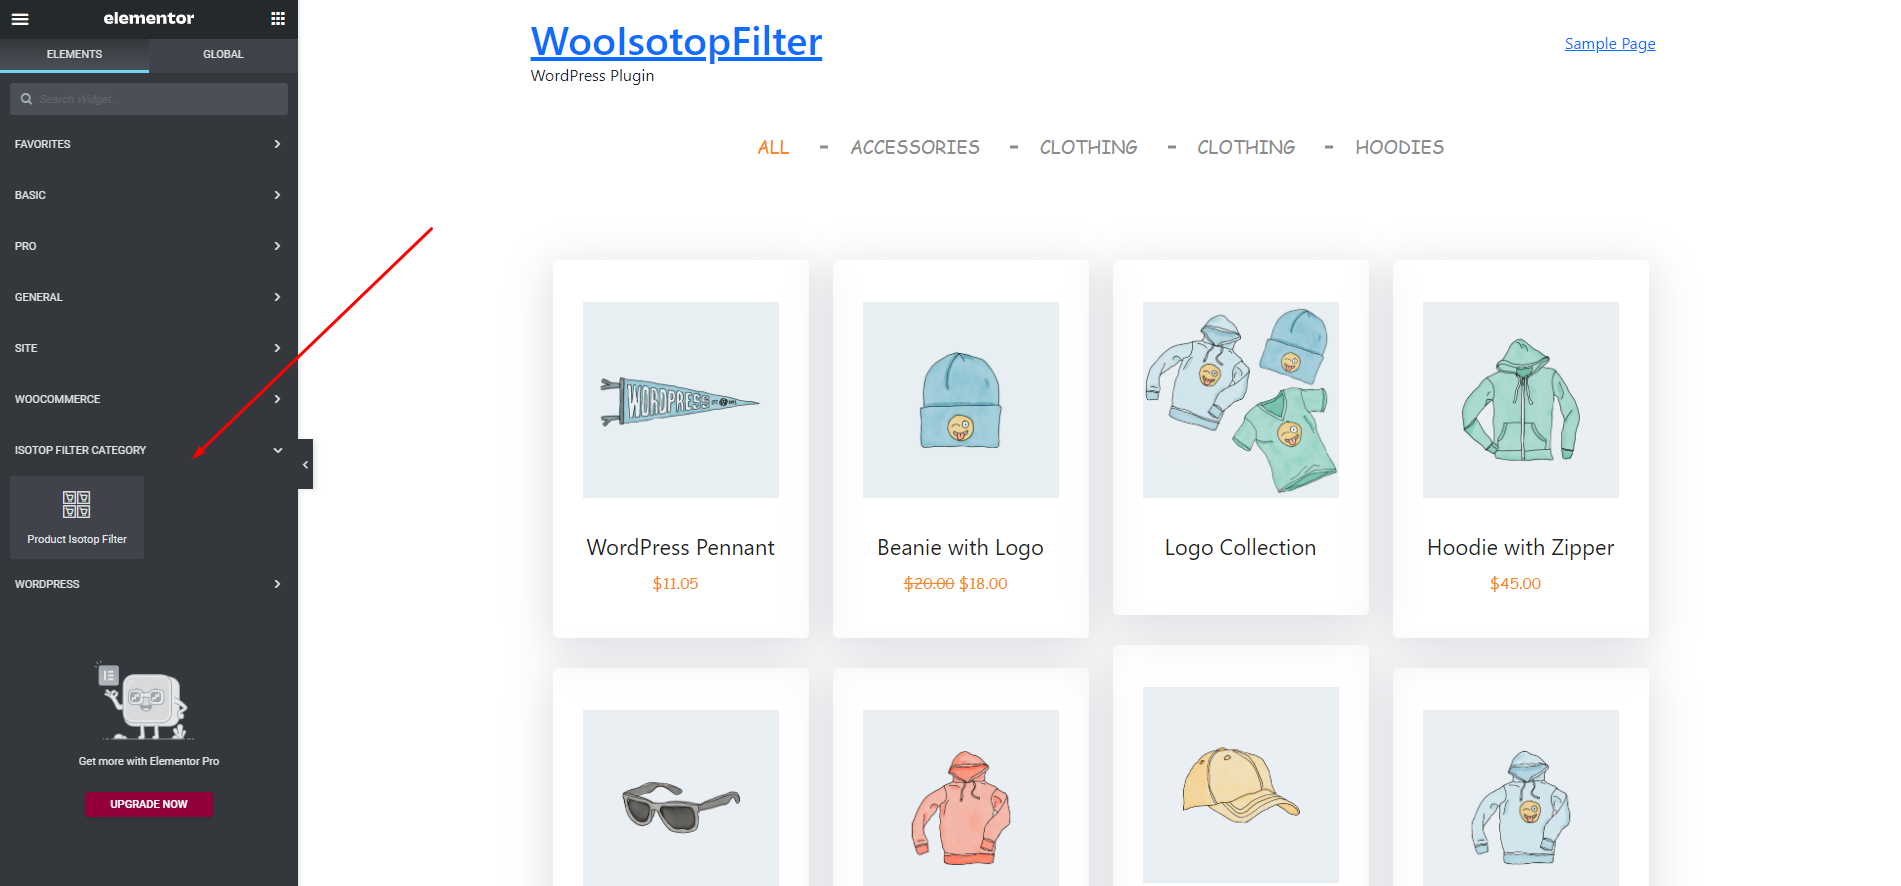 elementor
ELEMENTS
GLOBAL
Search Widget...
FAVORITES
BASIC
PRO
GENERAL
SITE
WOOCOMMERCE
ISOTOP FILTER CATEGORY
Product Isotop Filter
WORDPRESS
Get more with Elementor Pro
UPGRADE NOW
WooIsotopFilter
WordPress Plugin
Sample Page
ALL - ACCESSORIES - CLOTHING - CLOTHING - HOODIES
WORDPRESS
WordPress Pennant
$11.05
Beanie with Logo
$20.00 $18.00
Logo Collection
Hoodie with Zipper
$45.00